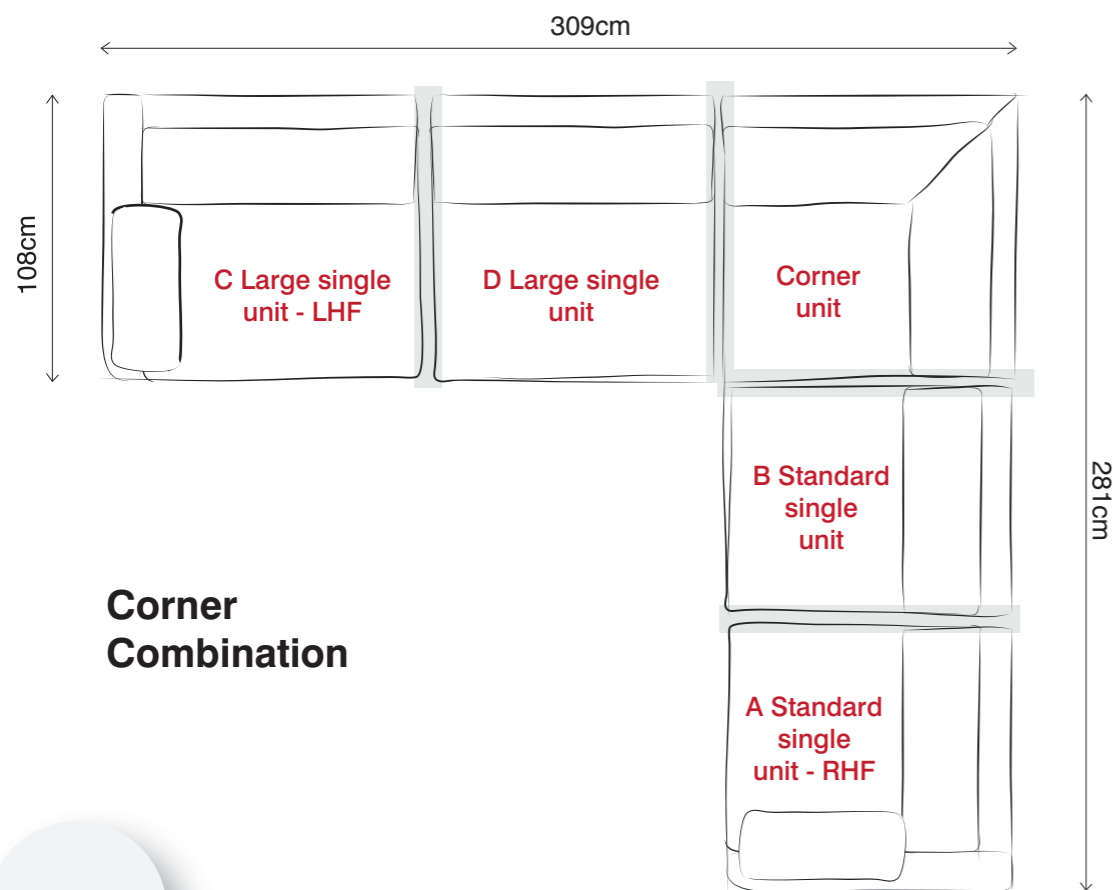 309cm
108cm
C Large single
unit - LHF
D Large single
unit
Corner
unit
B Standard
single
unit
281cm
Corner
Combination
A Standard
single
unit - RHF